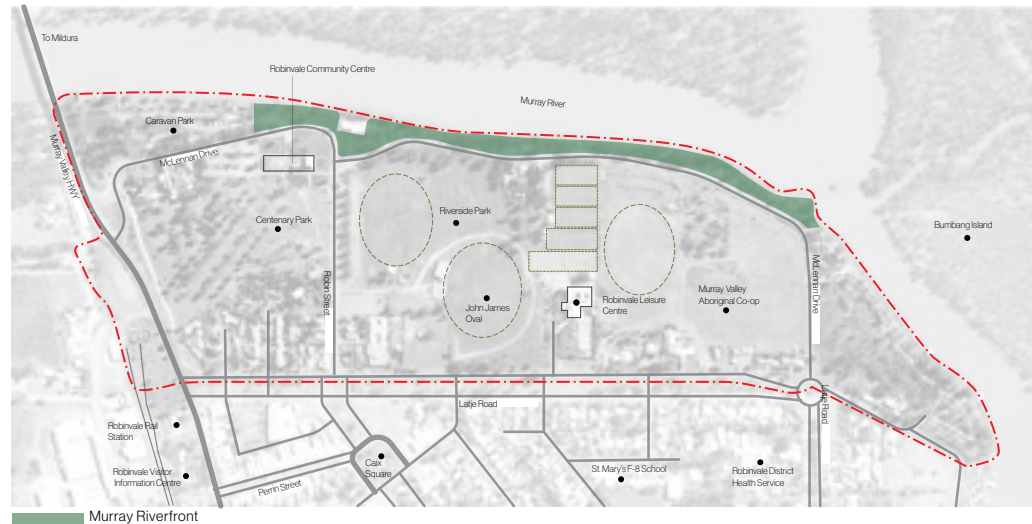 To Mildura
Robinvale Community Centre
Murray River
Caravan Park
McLennan Drive
Murray Valley HWY
Centenary Park
Riverside Park
Bumbang Island
Robin Street
McLennan Drive
John James
Oval
Robinvale Leisure
Centre
Murray Valley
Aboriginal Co-op
Latje Road
Latje Road
Robinvale Rail
Station
Caix
Square
Robinvale Visitor
Information Centre
Perrin Street
St. Mary's F-8 School
Robinvale District
Health Service
Murray Riverfront